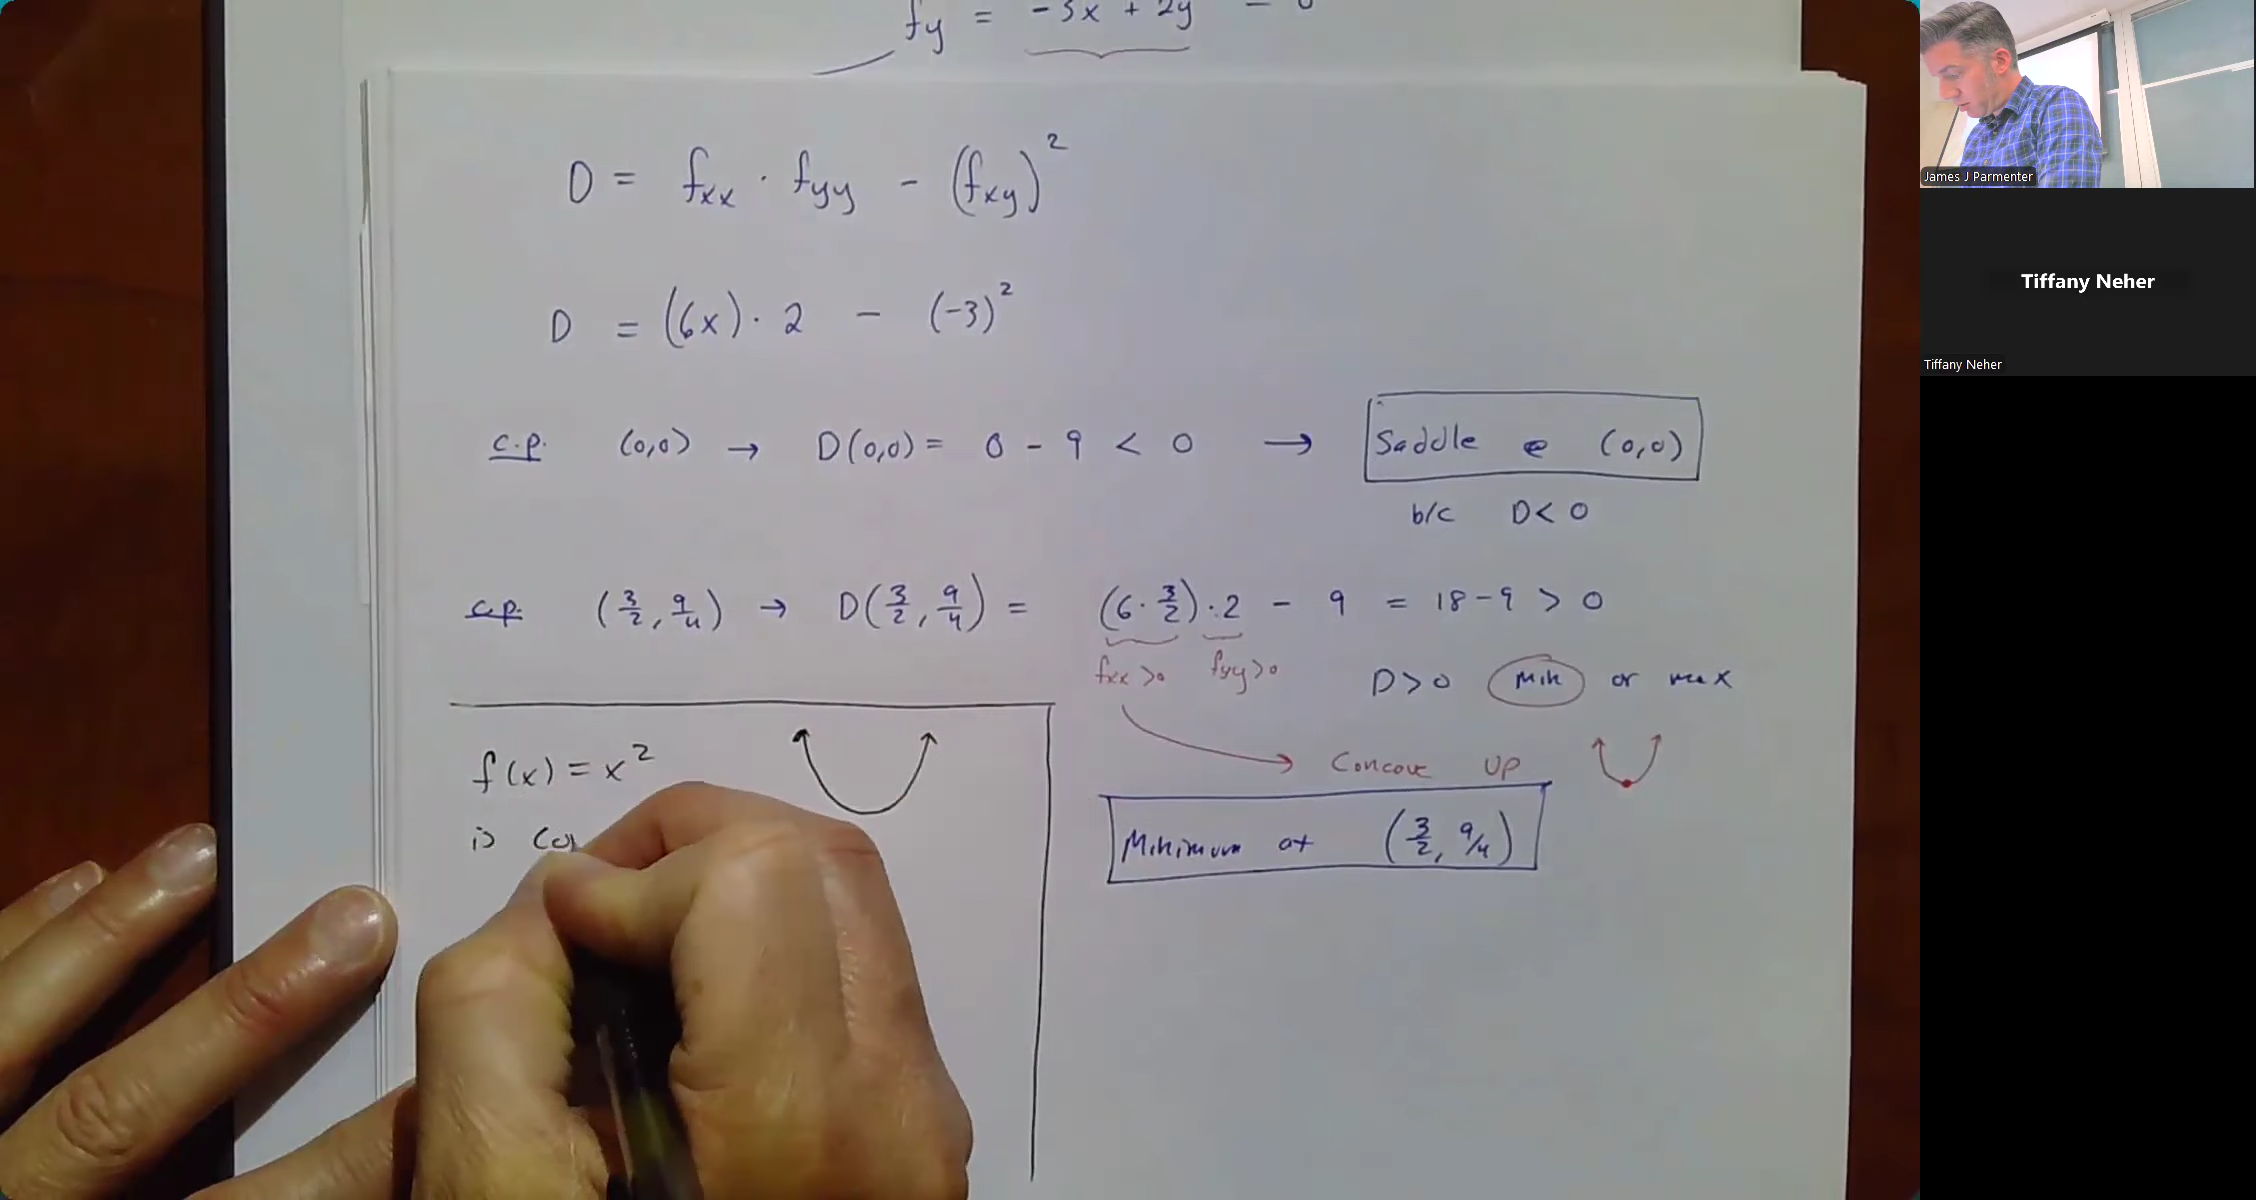 fy = -3x + 2y
D = fxx · fyy - (fxy)²
D = (6x) · 2 - (-3)²
c.p. (0,0) → D(0,0) = 0 - 9 < 0 → Saddle @ (0,0)
b/c D < 0
c.p. (3/2, 9/4) → D(3/2, 9/4) = (6 · 3/2) · 2 - 9 = 18 - 9 > 0
fxx > 0 fyy > 0
D > 0 Min or max
Concave UP
Minimum at (3/2, 9/4)
f(x) = x²
is Con
James J Parmenter
Tiffany Neher
Tiffany Neher